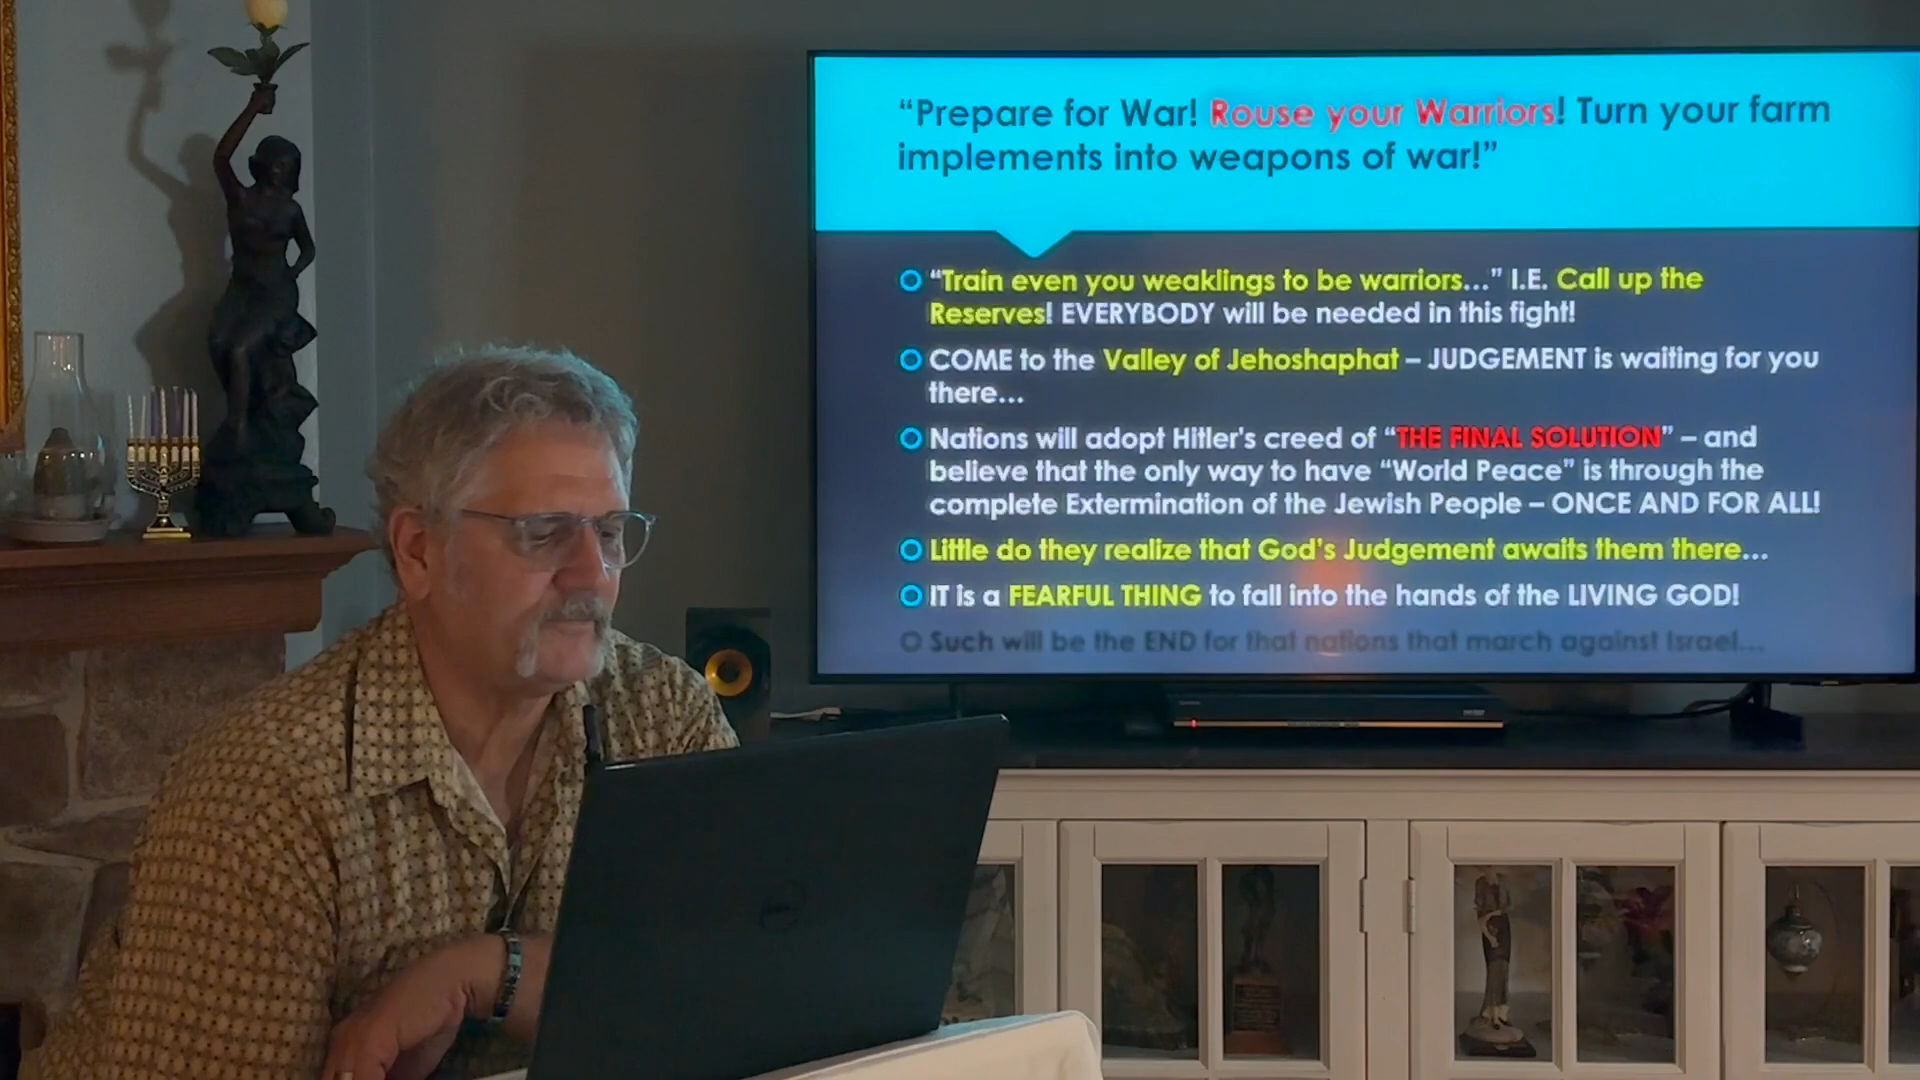 “Prepare for War! Rouse your Warriors! Turn your farm
implements into weapons of war!”
“Train even you weaklings to be warriors...” I.E. Call up the
Reserves! EVERYBODY will be needed in this fight!
COME to the Valley of Jehoshaphat – JUDGEMENT is waiting for you
there...
Nations will adopt Hitler's creed of “THE FINAL SOLUTION” – and
believe that the only way to have “World Peace” is through the
complete Extermination of the Jewish People – ONCE AND FOR ALL!
Little do they realize that God’s Judgement awaits them there...
IT is a FEARFUL THING to fall into the hands of the LIVING GOD!
Such will be the END for that nations that march against Israel...